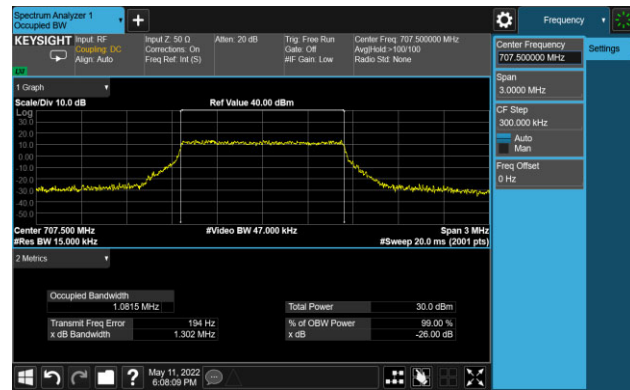 Spectrum Analyzer 1
Occupied BW
Frequency
KEYSIGHT
Input: RF
Coupling: DC
Align: Auto
Input Z: 50 Ω
Corrections: On
Freq Ref: Int (S)
Atten: 20 dB
Trig: Free Run
Gate: Off
#IF Gain: Low
Center Freq: 707.500000 MHz
Avg|Hold:>100/100
Radio Std: None
Center Frequency
707.500000 MHz
Settings
Span
3.0000 MHz
CF Step
300.000 kHz
Auto
Man
Freq Offset
0 Hz
1 Graph
Scale/Div 10.0 dB
Ref Value 40.00 dBm
Log
30.0
20.0
10.0
0.00
-10.0
-20.0
-30.0
-40.0
-50.0
Center 707.500 MHz
#Video BW 47.000 kHz
Span 3 MHz
#Res BW 15.000 kHz
#Sweep 20.0 ms (2001 pts)
2 Metrics
Occupied Bandwidth
1.0815 MHz
Total Power
30.0 dBm
Transmit Freq Error
194 Hz
% of OBW Power
99.00 %
x dB Bandwidth
1.302 MHz
x dB
-26.00 dB
?
May 11, 2022
6:08:09 PM